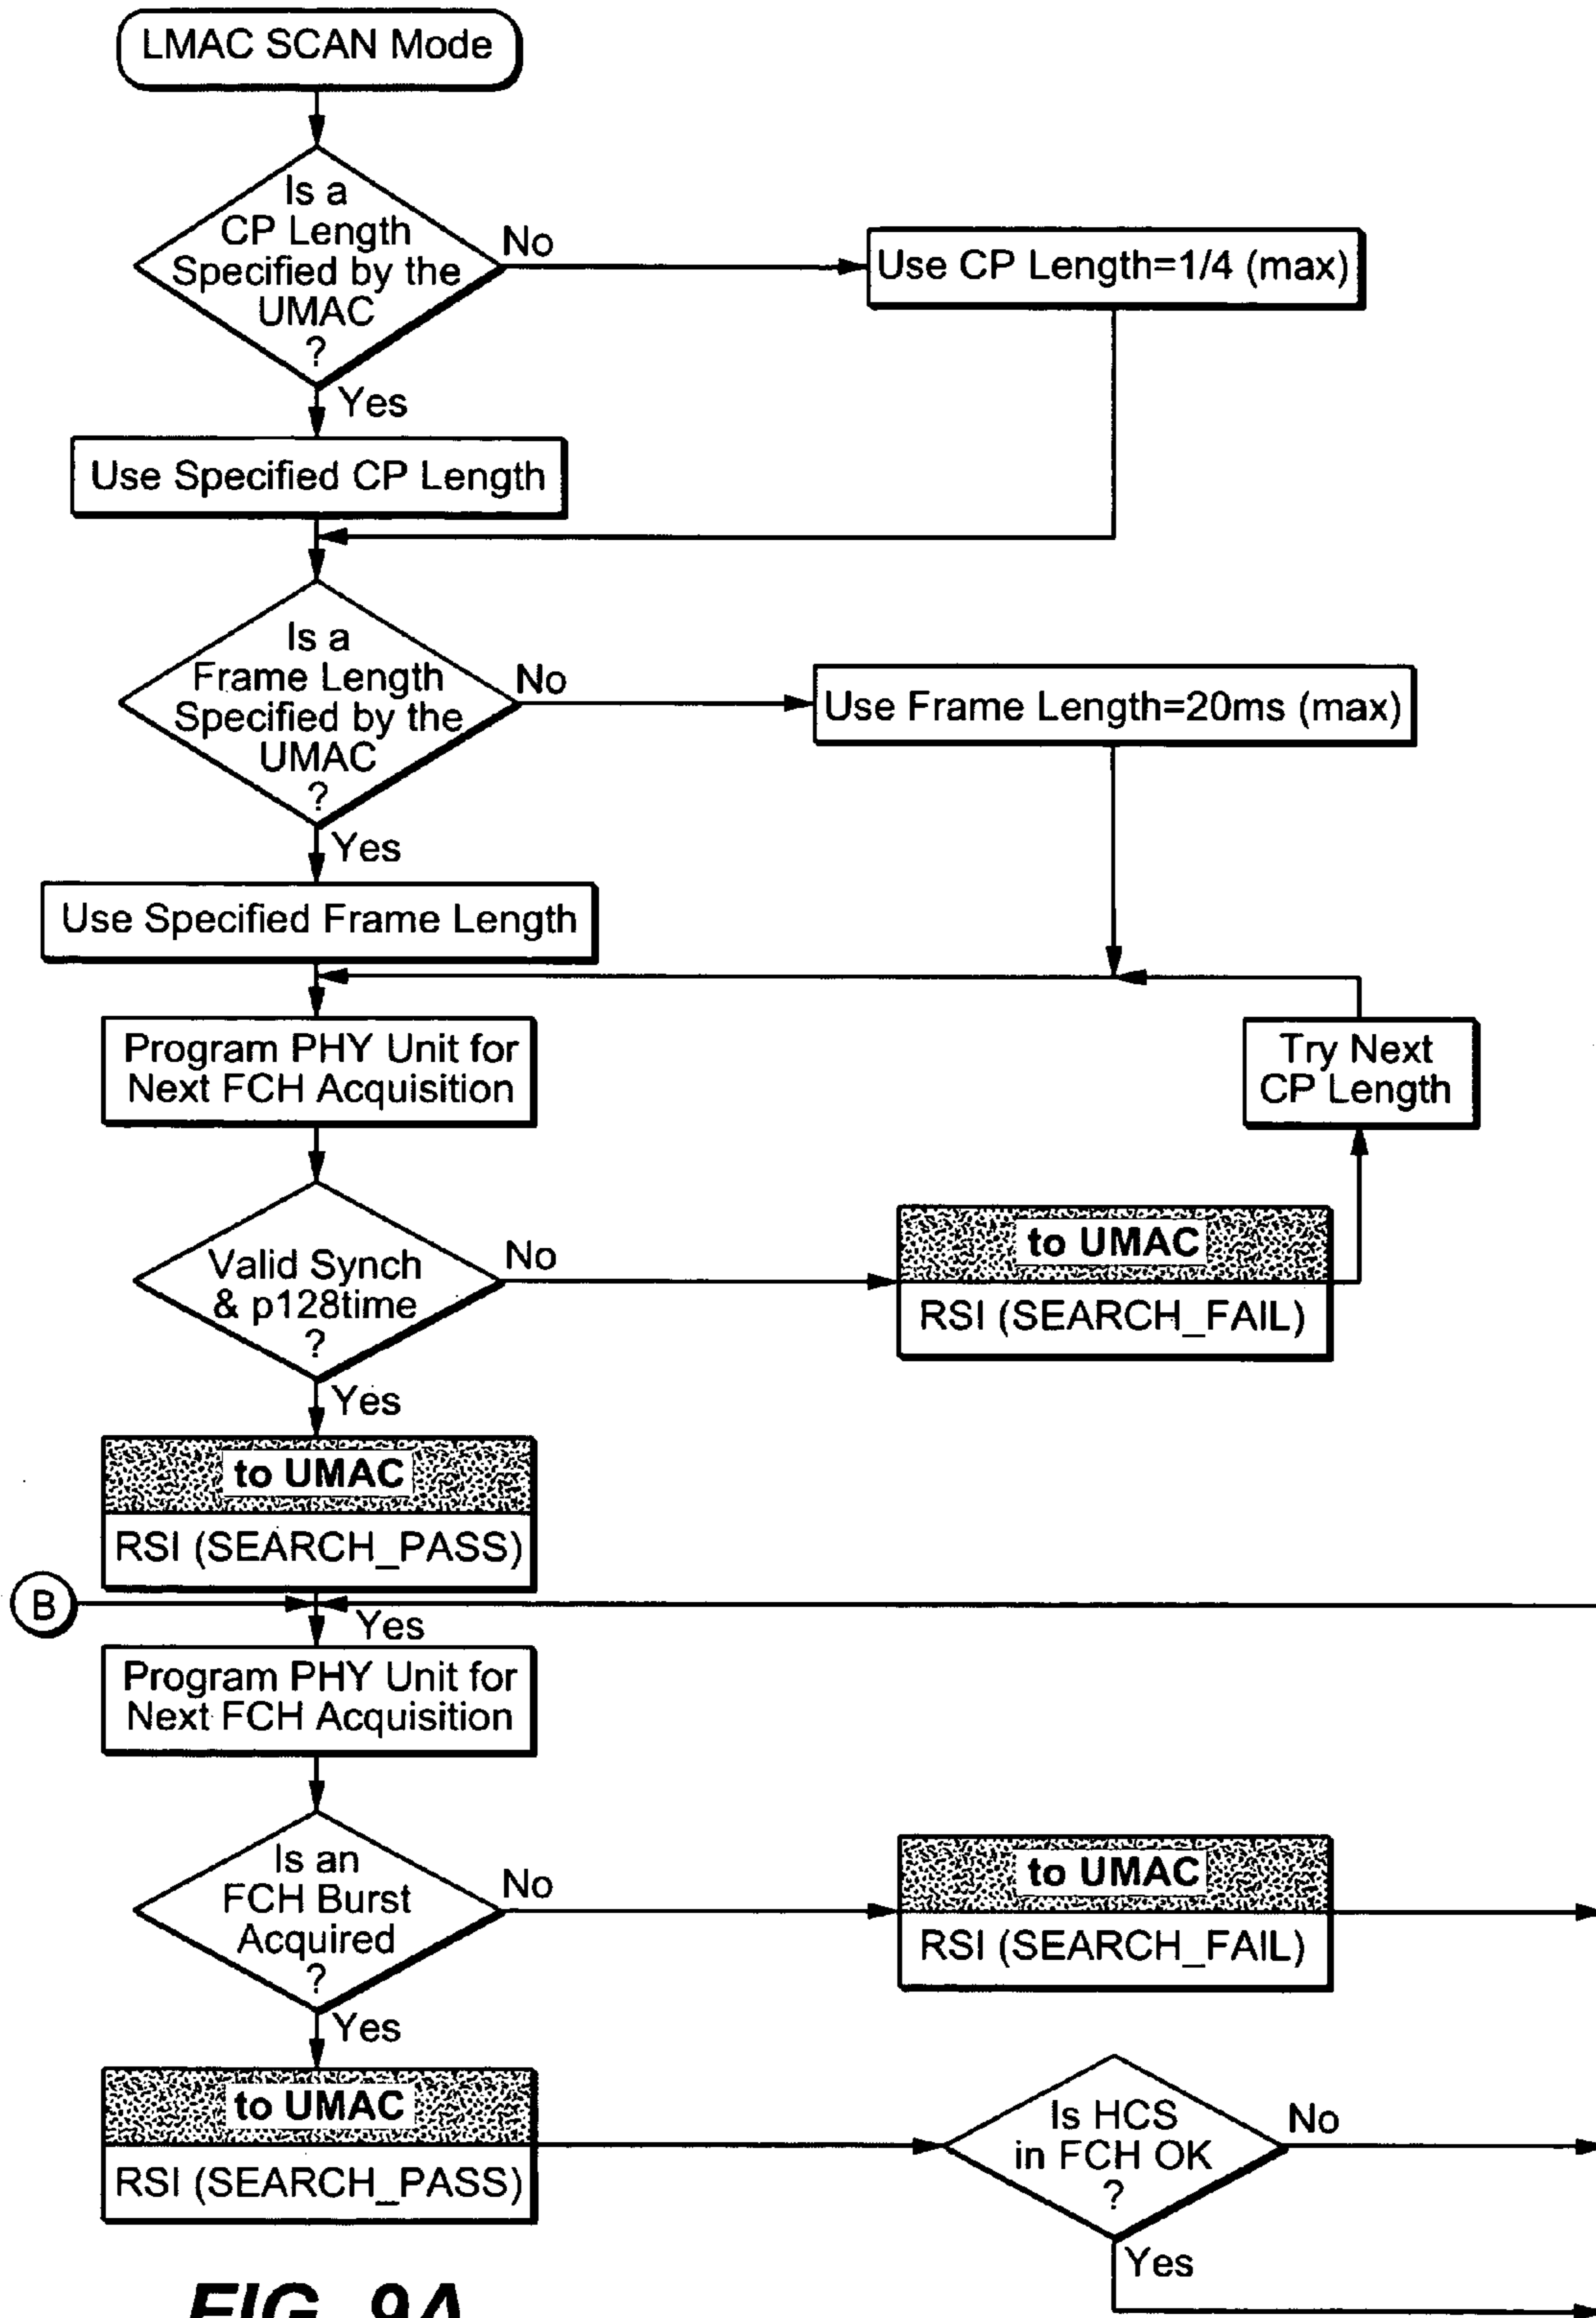 LMAC SCAN Mode
Is a
CP Length
Specified by the
UMAC
?
No
Use CP Length=1/4 (max)
Yes
Use Specified CP Length
Is a
Frame Length
Specified by the
UMAC
?
No
Use Frame Length=20ms (max)
Yes
Use Specified Frame Length
Program PHY Unit for
Next FCH Acquisition
Try Next
CP Length
Valid Synch
& p128time
?
No
to UMAC
RSI (SEARCH_FAIL)
Yes
to UMAC
RSI (SEARCH_PASS)
B
Yes
Program PHY Unit for
Next FCH Acquisition
Is an
FCH Burst
Acquired
?
No
to UMAC
RSI (SEARCH_FAIL)
Yes
to UMAC
RSI (SEARCH_PASS)
Is HCS
in FCH OK
?
No
Yes
FIG. 9A